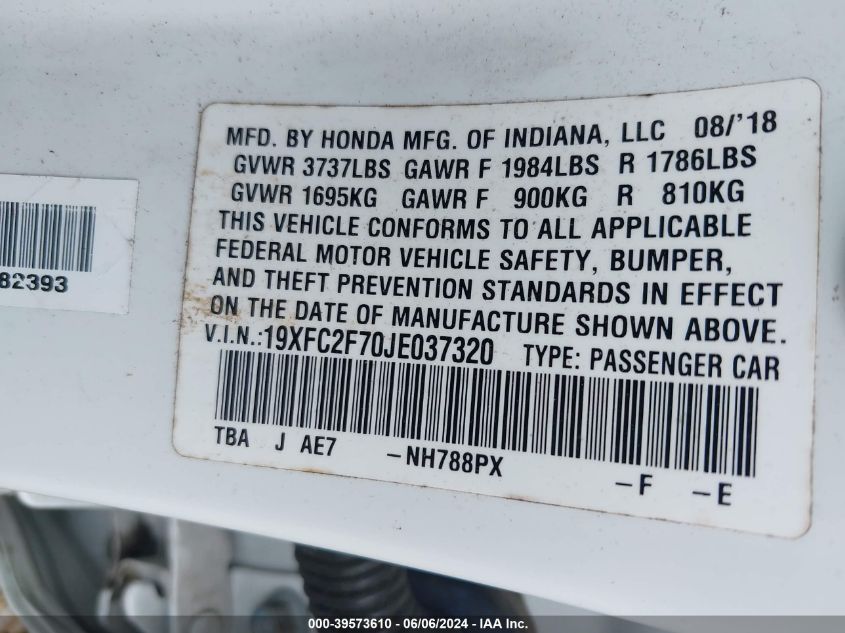 MFD. BY HONDA MFG. OF INDIANA, LLC 08/'18
GVWR 3737LBS GAWR F 1984LBS R 1786LBS
GVWR 1695KG GAWR F 900KG R 810KG
THIS VEHICLE CONFORMS TO ALL APPLICABLE
FEDERAL MOTOR VEHICLE SAFETY, BUMPER,
AND THEFT PREVENTION STANDARDS IN EFFECT
ON THE DATE OF MANUFACTURE SHOWN ABOVE.
V.I.N.:19XFC2F70JE037320 TYPE: PASSENGER CAR
TBA J AE7 -NH788PX -F -E
82393
000-39573610 - 06/06/2024 - IAA Inc.